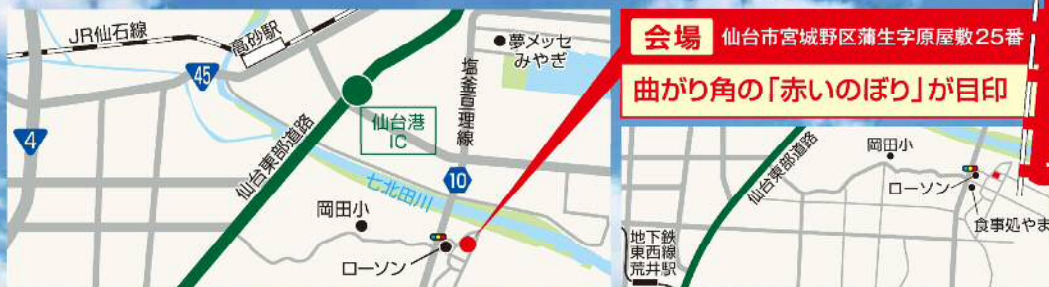 JR仙石線
高砂駅
45
4
仙台東部道路
仙台港
IC
七北田川
夢メッセ
みやぎ
塩釜亘理線
10
岡田小
ローソン
会場
仙台市宮城野区蒲生字原屋敷25番
曲がり角の「赤いのぼり」が目印
仙台東部道路
岡田小
ローソン
食事処やま
地下鉄
東西線
荒井駅